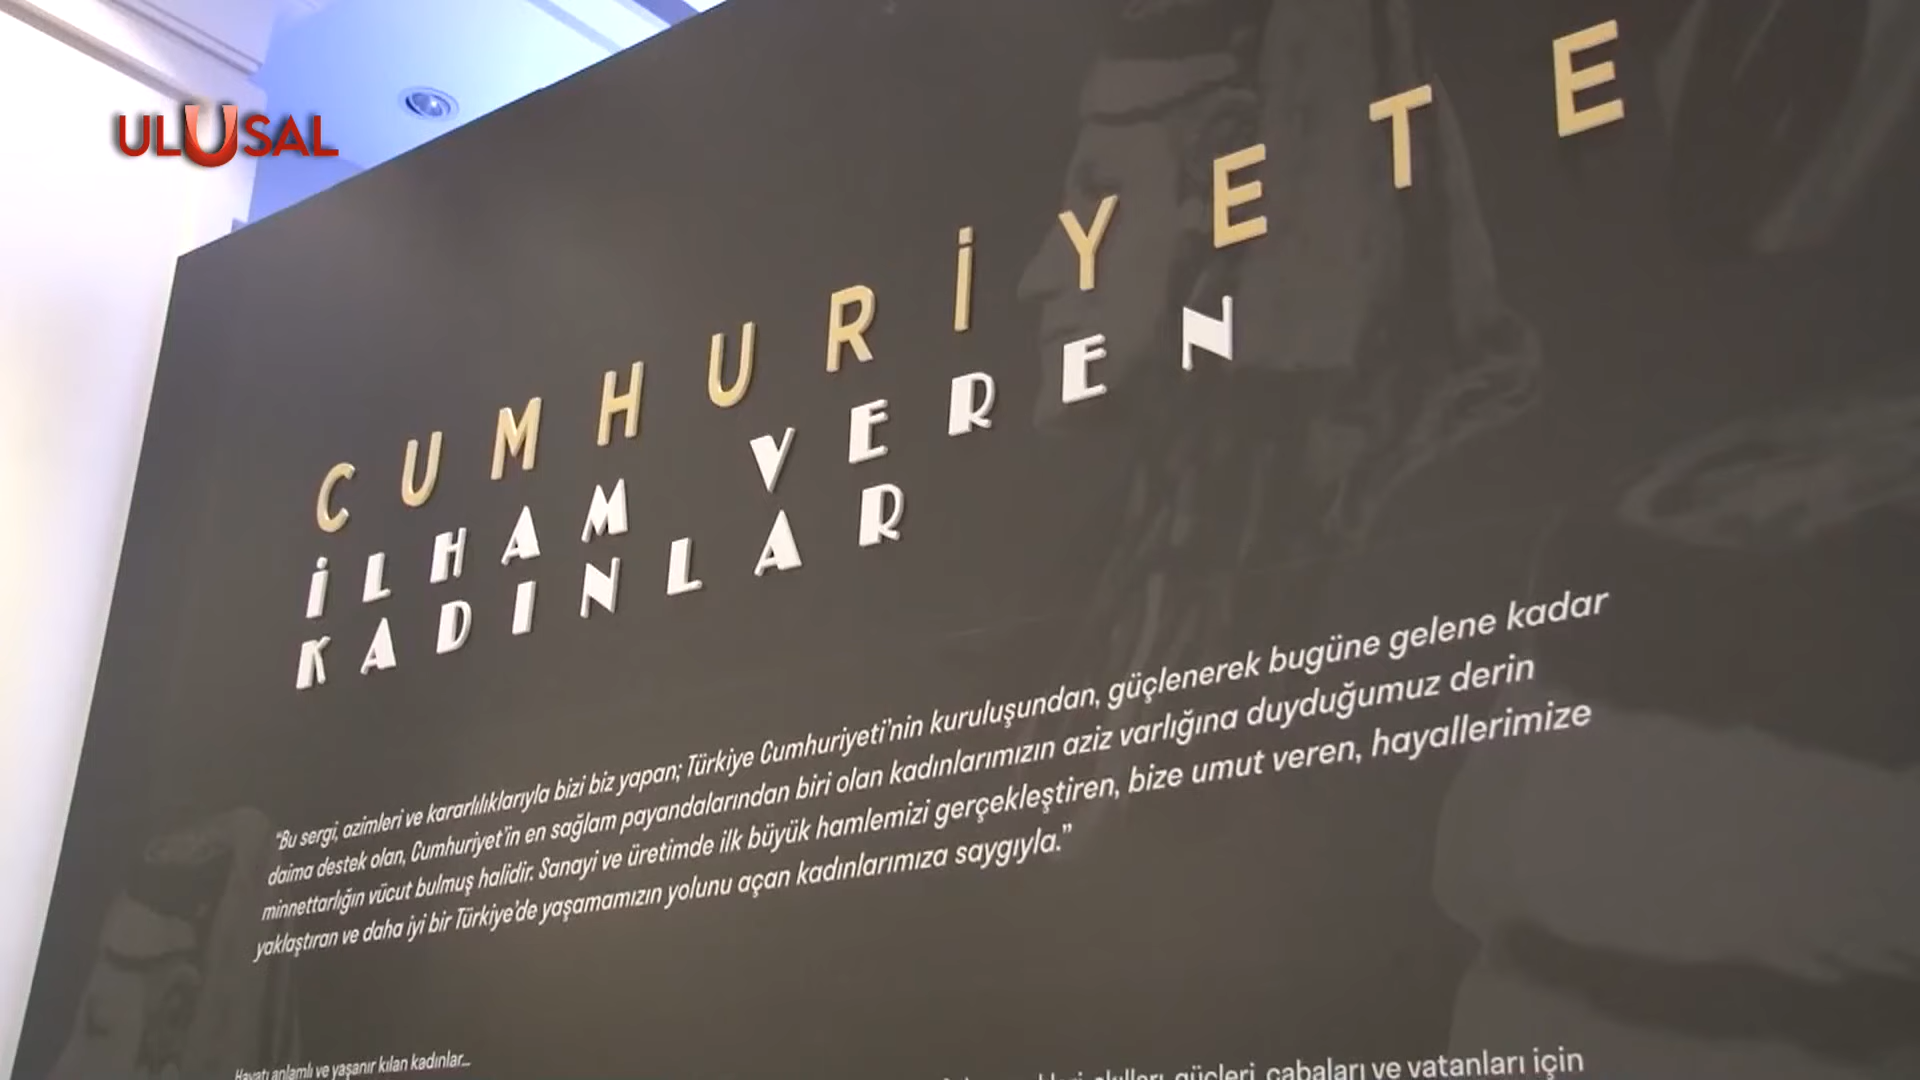 ULUSAL
CUMHURİYETE
İLHAM VEREN
KADINLAR
"Bu sergi, azimleri ve kararlılıklarıyla bizi biz yapan; Türkiye Cumhuriyeti'nin kuruluşundan, güçlenerek bugüne gelene kadar
daima destek olan, Cumhuriyet'in en sağlam payandalarından biri olan kadınlarımızın aziz varlığına duyduğumuz derin
minnettarlığın vücut bulmuş halidir. Sanayi ve üretimde ilk büyük hamlemizi gerçekleştiren, bize umut veren, hayallerimize
yaklaştıran ve daha iyi bir Türkiye'de yaşamamızın yolunu açan kadınlarımıza saygıyla."
Hayatı anlamlı ve yaşanır kılan kadınlar...
akılları, güçleri, çabaları ve vatanları için